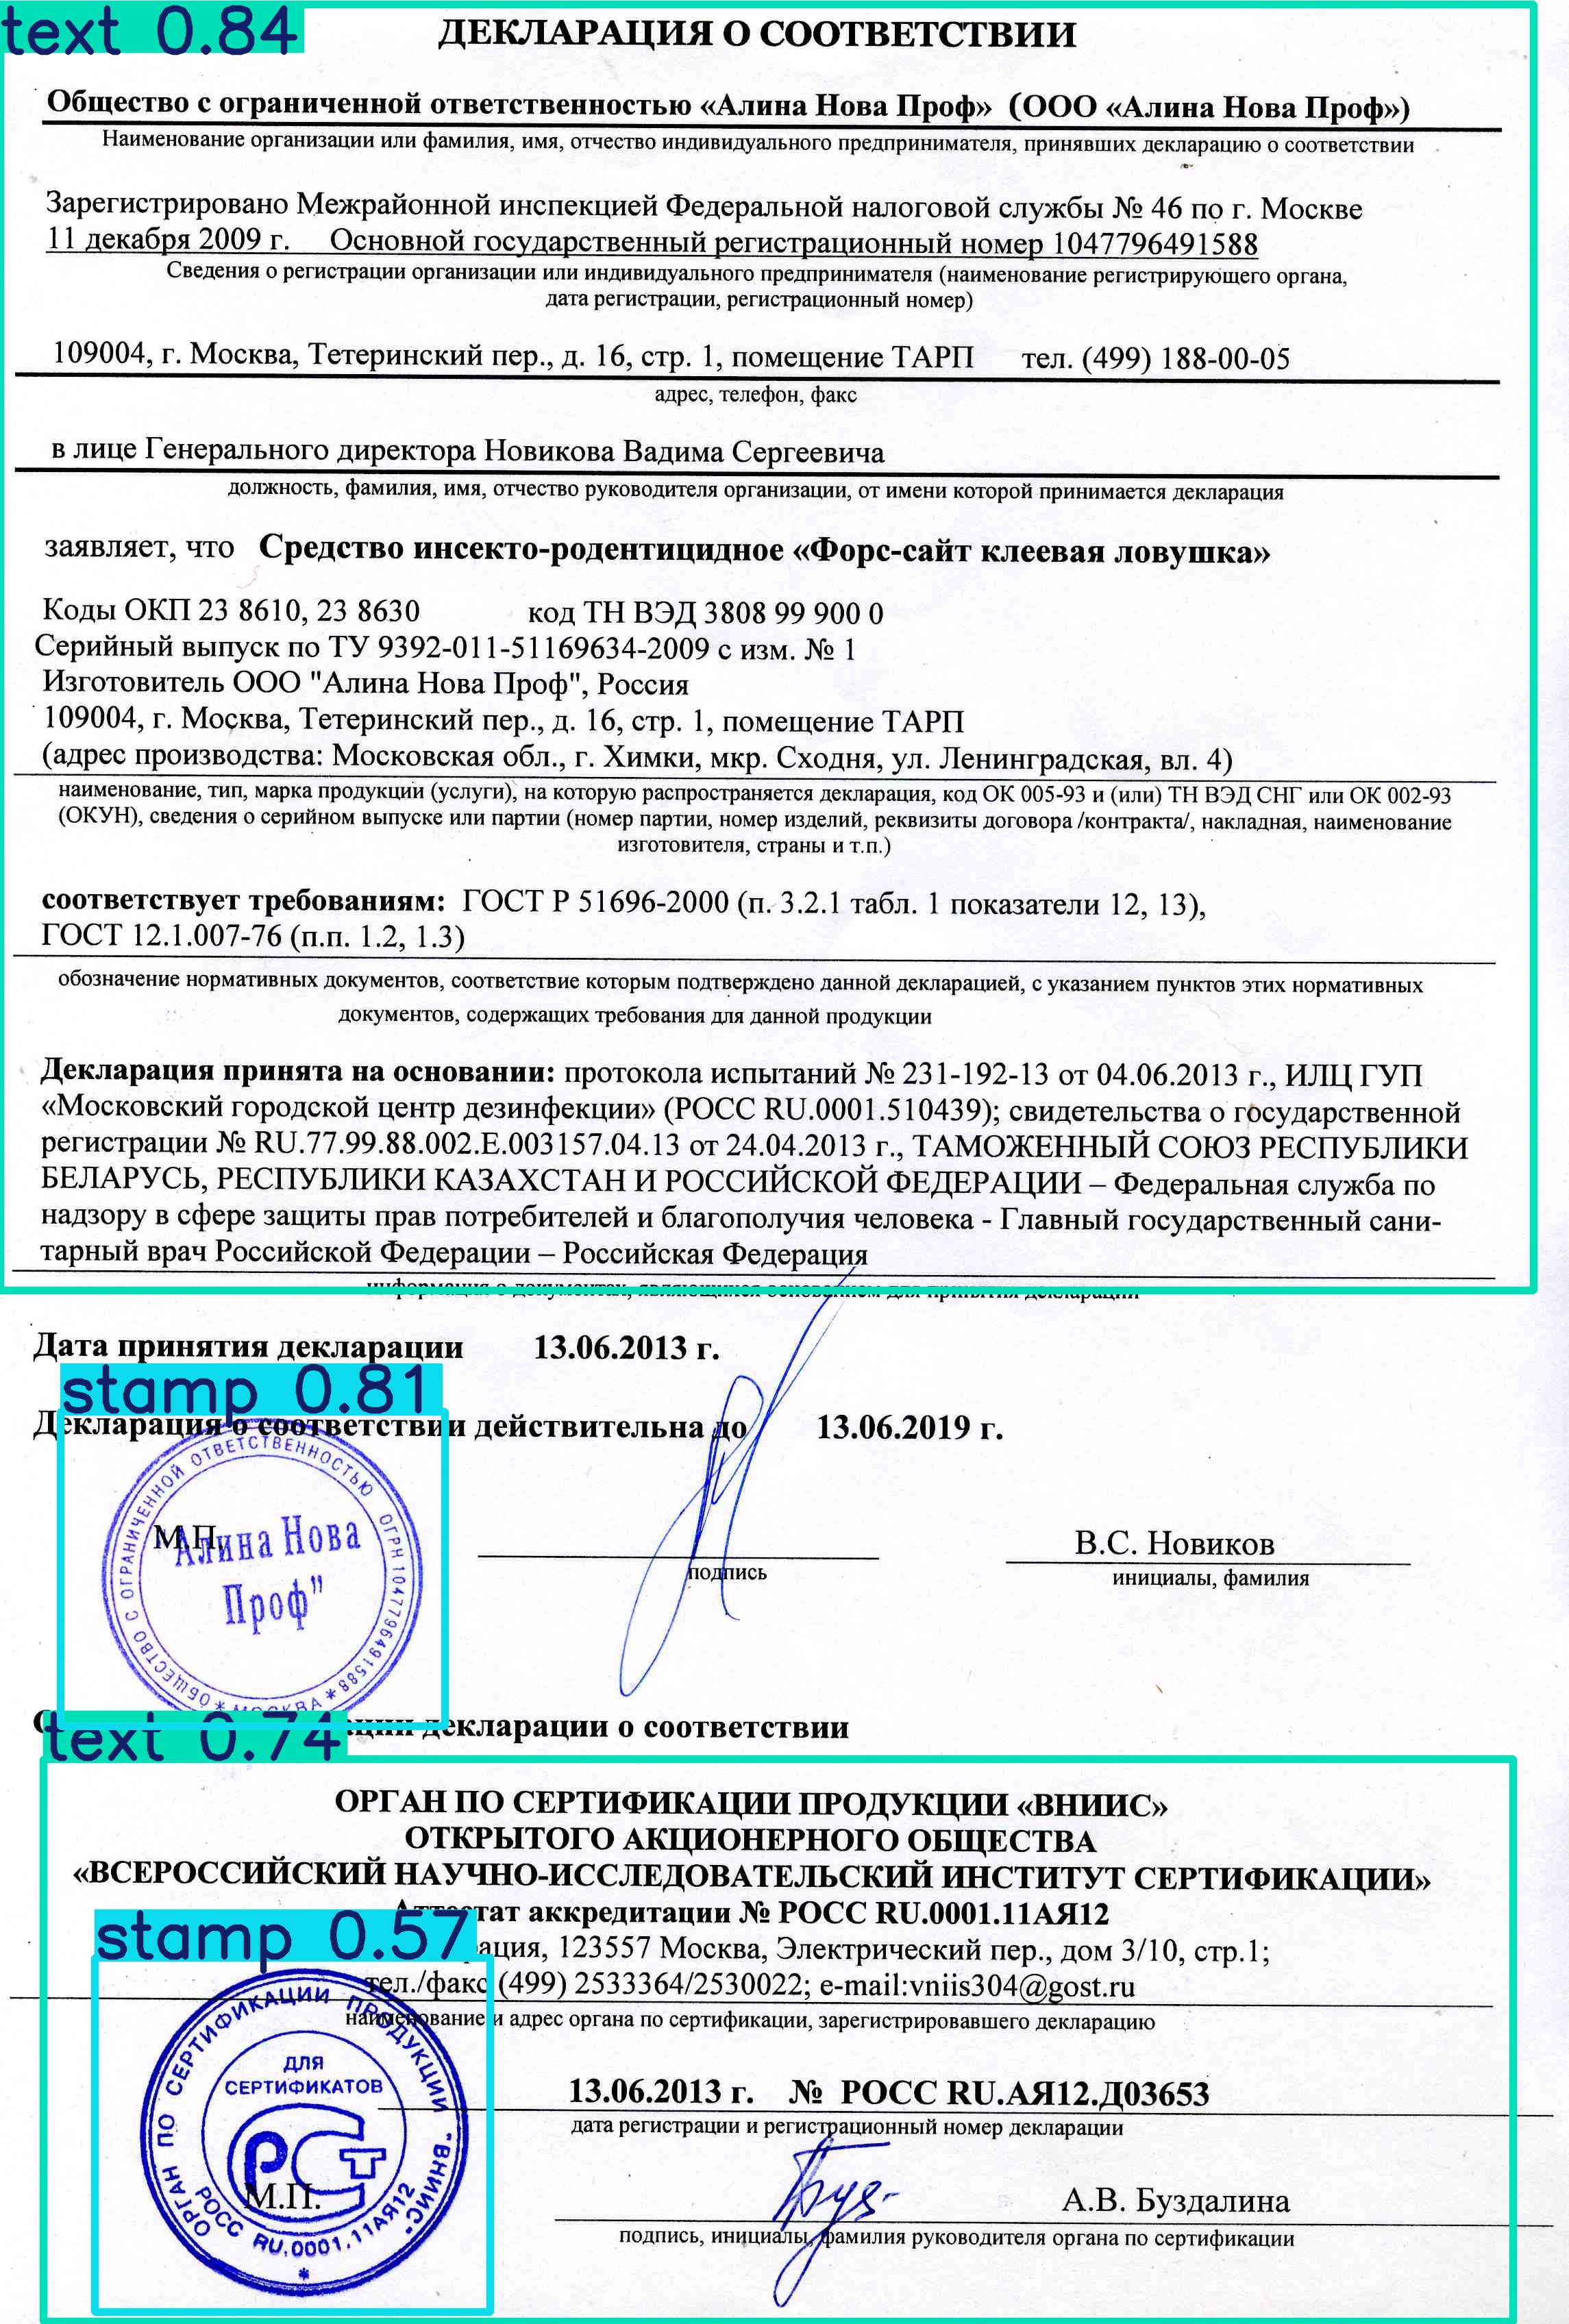 text 0.84
ДЕКЛАРАЦИЯ О СООТВЕТСТВИИ
Общество с ограниченной ответственностью «Алина Нова Проф» (ООО «Алина Нова Проф»)
Наименование организации или фамилия, имя, отчество индивидуального предпринимателя, принявших декларацию о соответствии
Зарегистрировано Межрайонной инспекцией Федеральной налоговой службы № 46 по г. Москве
11 декабря 2009 г. Основной государственный регистрационный номер 1047796491588
Сведения о регистрации организации или индивидуального предпринимателя (наименование регистрирующего органа,
дата регистрации, регистрационный номер)
109004, г. Москва, Тетеринский пер., д. 16, стр. 1, помещение ТАРП тел. (499) 188-00-05
адрес, телефон, факс
в лице Генерального директора Новикова Вадима Сергеевича
должность, фамилия, имя, отчество руководителя организации, от имени которой принимается декларация
заявляет, что Средство инсекто-родентицидное «Форс-сайт клеевая ловушка»
Коды ОКП 23 8610, 23 8630 код ТН ВЭД 3808 99 900 0
Серийный выпуск по ТУ 9392-011-51169634-2009 с изм. № 1
Изготовитель ООО "Алина Нова Проф", Россия
109004, г. Москва, Тетеринский пер., д. 16, стр. 1, помещение ТАРП
(адрес производства: Московская обл., г. Химки, мкр. Сходня, ул. Ленинградская, вл. 4)
наименование, тип, марка продукции (услуги), на которую распространяется декларация, код ОК 005-93 и (или) ТН ВЭД СНГ или ОК 002-93
(ОКУН), сведения о серийном выпуске или партии (номер партии, номер изделий, реквизиты договора /контракта/, накладная, наименование
изготовителя, страны и т.п.)
соответствует требованиям: ГОСТ Р 51696-2000 (п. 3.2.1 табл. 1 показатели 12, 13),
ГОСТ 12.1.007-76 (п.п. 1.2, 1.3)
обозначение нормативных документов, соответствие которым подтверждено данной декларацией, с указанием пунктов этих нормативных
документов, содержащих требования для данной продукции
Декларация принята на основании: протокола испытаний № 231-192-13 от 04.06.2013 г., ИЛЦ ГУП
«Московский городской центр дезинфекции» (РОСС RU.0001.510439); свидетельства о государственной
регистрации № RU.77.99.88.002.Е.003157.04.13 от 24.04.2013 г., ТАМОЖЕННЫЙ СОЮЗ РЕСПУБЛИКИ
БЕЛАРУСЬ, РЕСПУБЛИКИ КАЗАХСТАН И РОССИЙСКОЙ ФЕДЕРАЦИИ – Федеральная служба по
надзору в сфере защиты прав потребителей и благополучия человека - Главный государственный сани-
тарный врач Российской Федерации – Российская Федерация
информация о документах, являющихся основанием для принятия декларации
Дата принятия декларации 13.06.2013 г.
stamp 0.81
Декларация о соответствии действительна до 13.06.2019 г.
ОБЩЕСТВО С ОГРАНИЧЕННОЙ ОТВЕТСТВЕННОСТЬЮ ОГРН 1047796491588 * МОСКВА *
М.П.
Алина Нова
Проф"
В.С. Новиков
подпись
инициалы, фамилия
декларации о соответствии
text 0.74
ОРГАН ПО СЕРТИФИКАЦИИ ПРОДУКЦИИ «ВНИИС»
ОТКРЫТОГО АКЦИОНЕРНОГО ОБЩЕСТВА
«ВСЕРОССИЙСКИЙ НАУЧНО-ИССЛЕДОВАТЕЛЬСКИЙ ИНСТИТУТ СЕРТИФИКАЦИИ»
Аттестат аккредитации № РОСС RU.0001.11АЯ12
stamp 0.57
123557 Москва, Электрический пер., дом 3/10, стр.1;
тел./факс (499) 2533364/2530022; e-mail:vniis304@gost.ru
наименование и адрес органа по сертификации, зарегистрировавшего декларацию
ОРГАН ПО СЕРТИФИКАЦИИ ПРОДУКЦИИ "ВНИИС"
ДЛЯ
СЕРТИФИКАТОВ
РСТ
М.П.
РОСС RU.0001.11АЯ12
13.06.2013 г. № РОСС RU.АЯ12.Д03653
дата регистрации и регистрационный номер декларации
А.В. Буздалина
подпись, инициалы, фамилия руководителя органа по сертификации